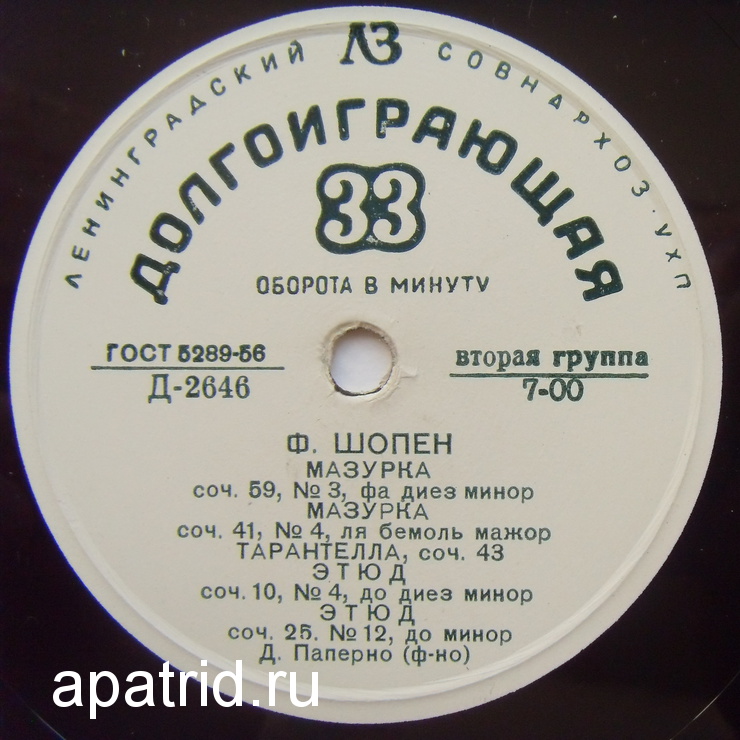 ЛЕНИНГРАДСКИЙ ЛЗ СОВНАРХОЗ. УХП
ДОЛГОИГРАЮЩАЯ
33
ОБОРОТА В МИНУТУ
ГОСТ 5289-56
Д-2646
вторая группа
7-00
Ф. ШОПЕН
МАЗУРКА
соч. 59, № 3, фа диез минор
МАЗУРКА
соч. 41, № 4, ля бемоль мажор
ТАРАНТЕЛЛА, соч. 43
ЭТЮД
соч. 10, № 4, до диез минор
ЭТЮД
соч. 25. № 12, до минор
Д. Паперно (ф-но)
apatrid.ru